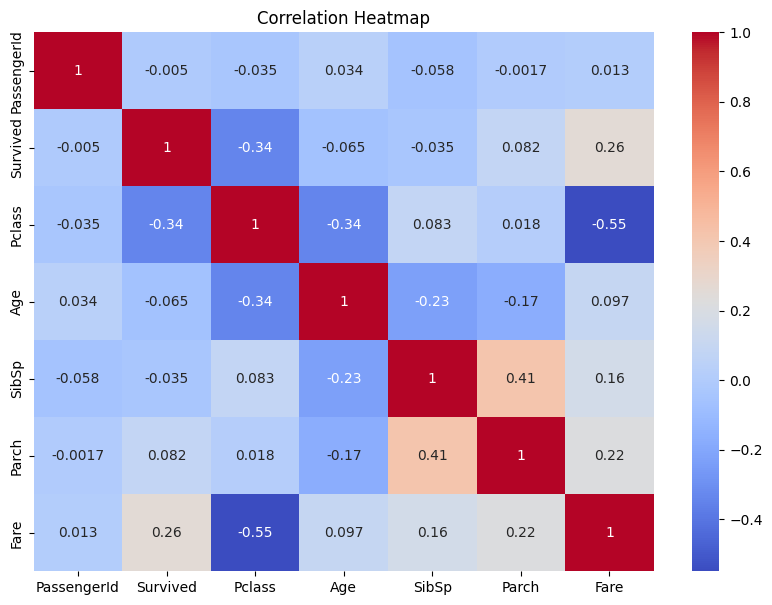 Correlation Heatmap
PassengerId 1 -0.005 -0.035 0.034 -0.058 -0.0017 0.013
Survived -0.005 1 -0.34 -0.065 -0.035 0.082 0.26
Pclass -0.035 -0.34 1 -0.34 0.083 0.018 -0.55
Age 0.034 -0.065 -0.34 1 -0.23 -0.17 0.097
SibSp -0.058 -0.035 0.083 -0.23 1 0.41 0.16
Parch -0.0017 0.082 0.018 -0.17 0.41 1 0.22
Fare 0.013 0.26 -0.55 0.097 0.16 0.22 1
PassengerId Survived Pclass Age SibSp Parch Fare
1.0
0.8
0.6
0.4
0.2
0.0
−0.2
−0.4